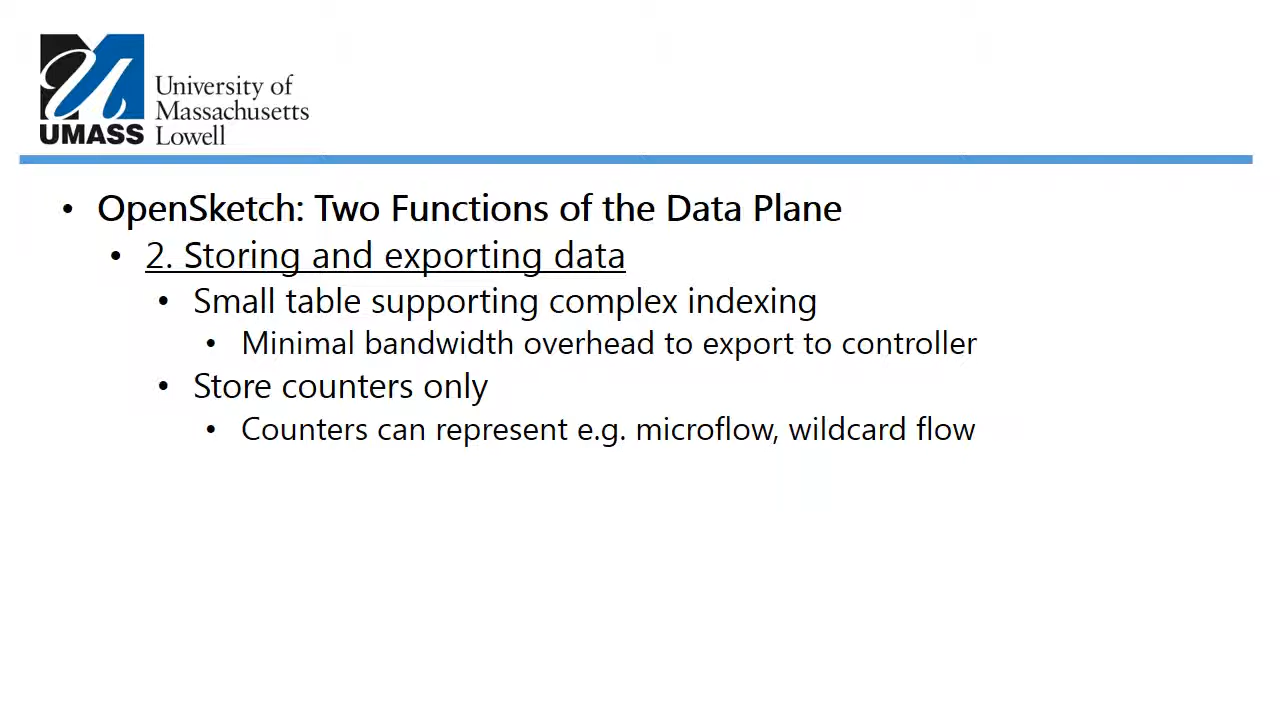 UMASS
University of
Massachusetts
Lowell
• OpenSketch: Two Functions of the Data Plane
• 2. Storing and exporting data
• Small table supporting complex indexing
• Minimal bandwidth overhead to export to controller
• Store counters only
• Counters can represent e.g. microflow, wildcard flow